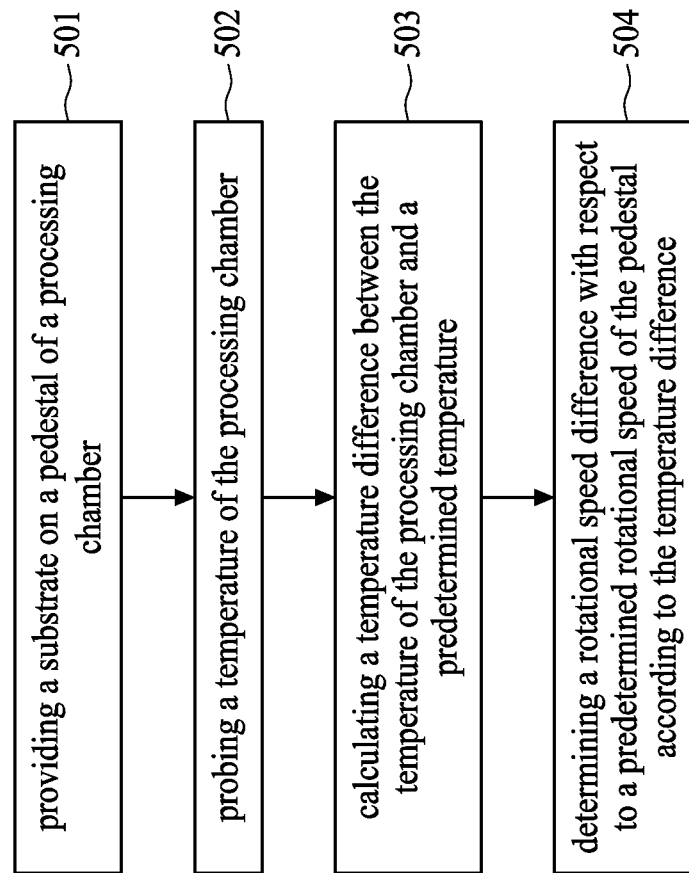 providing a substrate on a pedestal of a processing
chamber
501
probing a temperature of the processing chamber
502
calculating a temperature difference between the
temperature of the processing chamber and a
predetermined temperature
503
determining a rotational speed difference with respect
to a predetermined rotational speed of the pedestal
according to the temperature difference
504